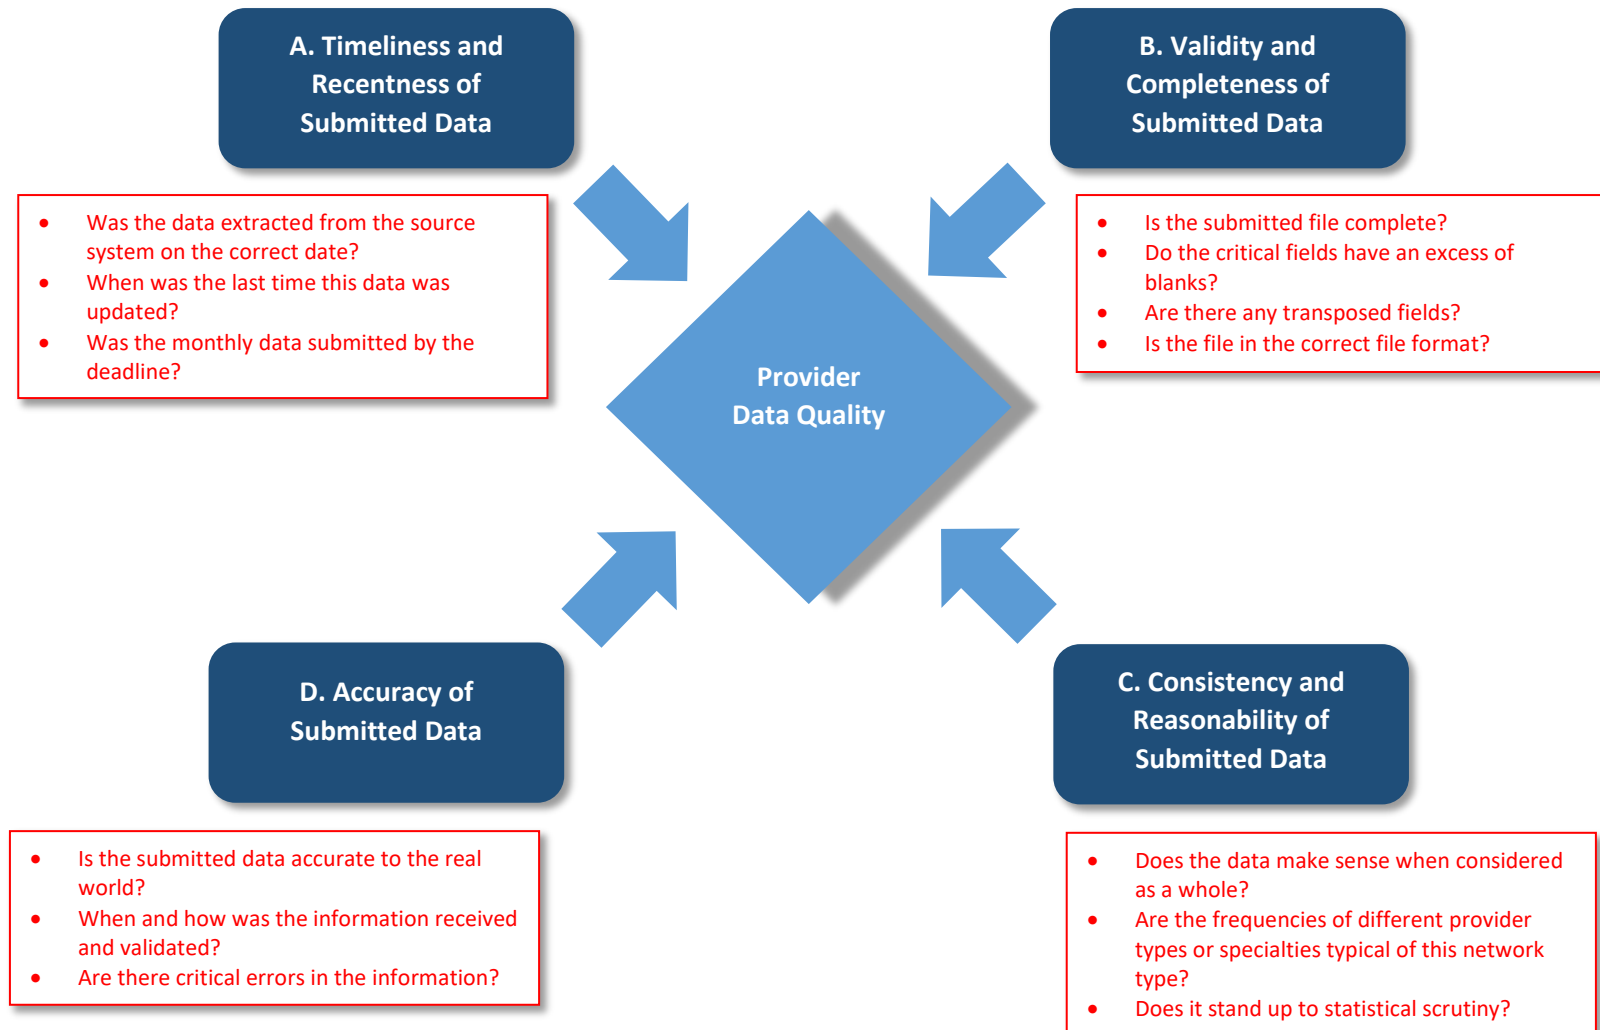 A. Timeliness and
Recentness of
Submitted Data
B. Validity and
Completeness of
Submitted Data
• Was the data extracted from the source
system on the correct date?
• When was the last time this data was
updated?
• Was the monthly data submitted by the
deadline?
• Is the submitted file complete?
• Do the critical fields have an excess of
blanks?
• Are there any transposed fields?
• Is the file in the correct file format?
Provider
Data Quality
D. Accuracy of
Submitted Data
C. Consistency and
Reasonability of
Submitted Data
• Is the submitted data accurate to the real
world?
• When and how was the information received
and validated?
• Are there critical errors in the information?
• Does the data make sense when considered
as a whole?
• Are the frequencies of different provider
types or specialties typical of this network
type?
• Does it stand up to statistical scrutiny?